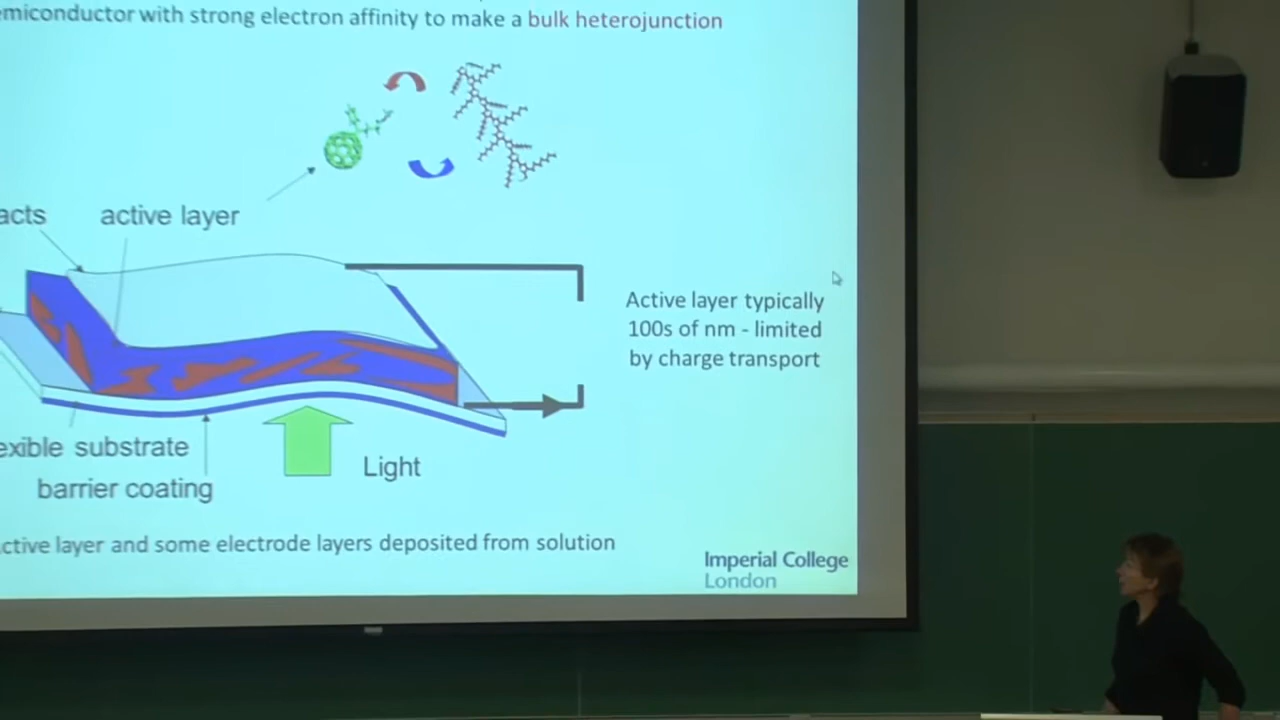 emiconductor with strong electron affinity to make a bulk heterojunction
acts
active layer
Active layer typically
100s of nm - limited
by charge transport
exible substrate
barrier coating
Light
ctive layer and some electrode layers deposited from solution
Imperial College
London